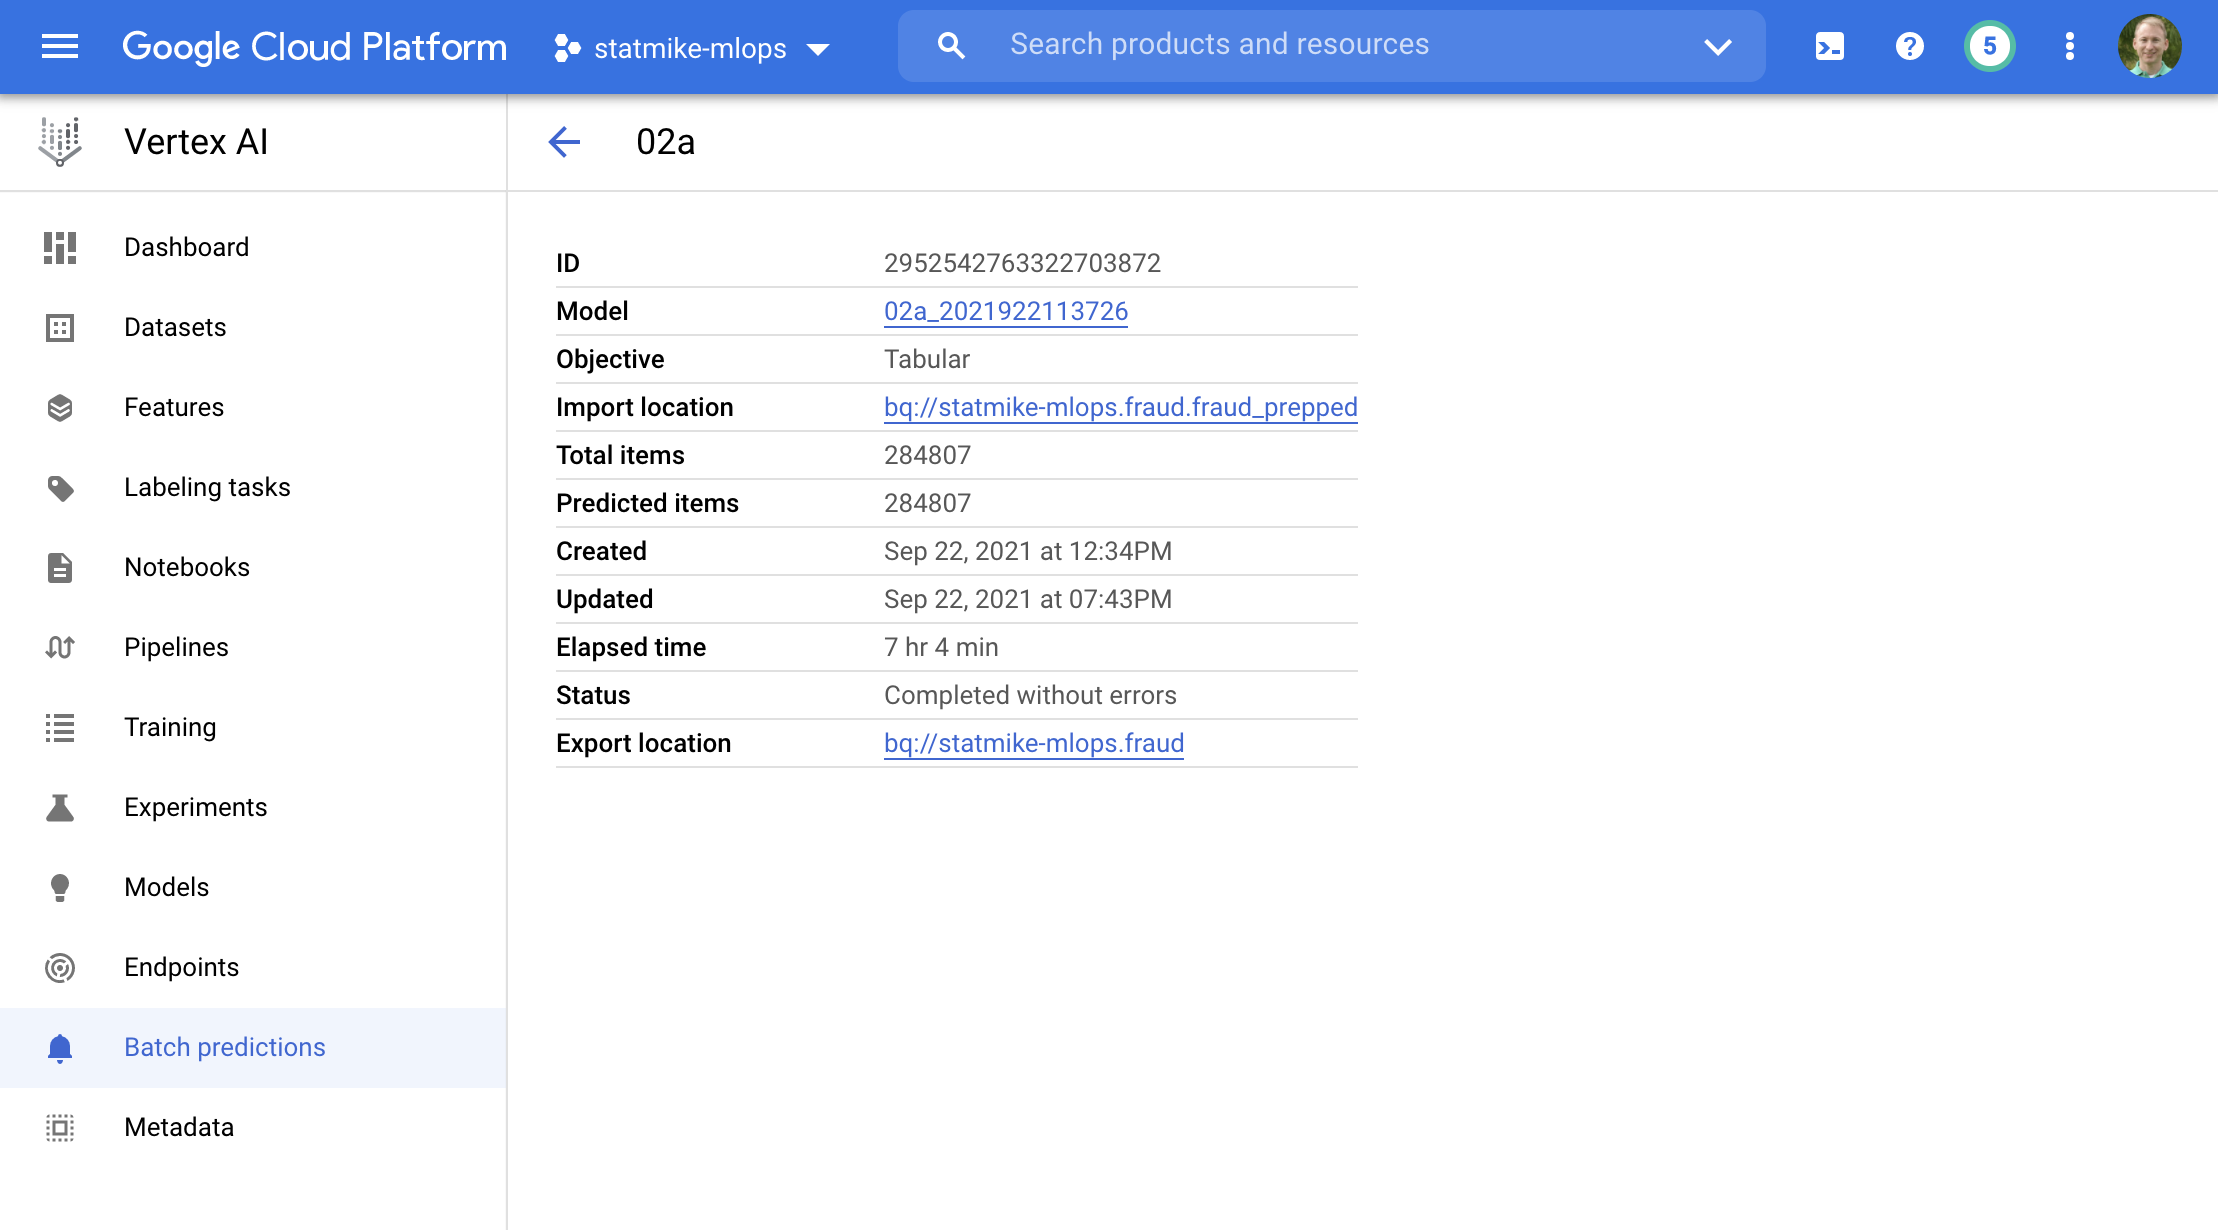 Google Cloud Platform statmike-mlops Search products and resources ? 5
Vertex AI 02a
Dashboard
Datasets
Features
Labeling tasks
Notebooks
Pipelines
Training
Experiments
Models
Endpoints
Batch predictions
Metadata
ID 2952542763322703872
Model 02a_2021922113726
Objective Tabular
Import location bq://statmike-mlops.fraud.fraud_prepped
Total items 284807
Predicted items 284807
Created Sep 22, 2021 at 12:34PM
Updated Sep 22, 2021 at 07:43PM
Elapsed time 7 hr 4 min
Status Completed without errors
Export location bq://statmike-mlops.fraud